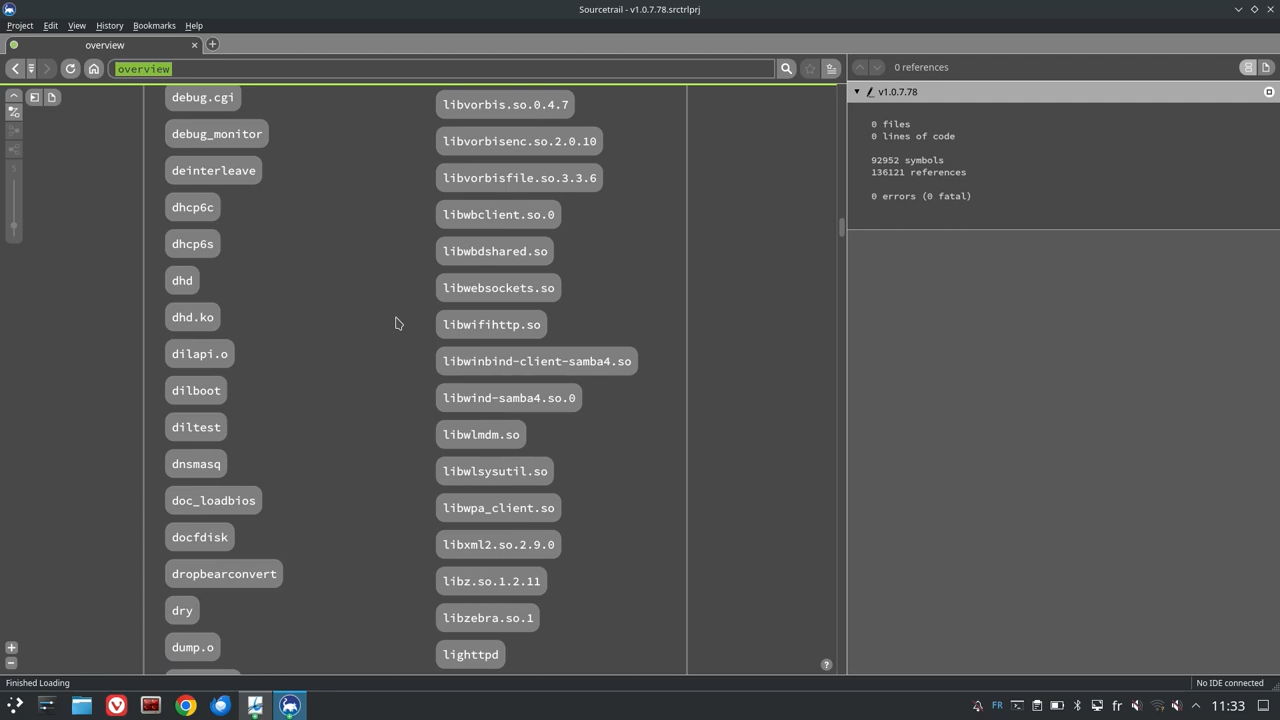 Sourcetrail - v1.0.7.78.srctrlprj
Project Edit View History Bookmarks Help
overview
overview
0 references
v1.0.7.78
0 files
0 lines of code
92952 symbols
136121 references
0 errors (0 fatal)
debug.cgi
debug_monitor
deinterleave
dhcp6c
dhcp6s
dhd
dhd.ko
dilapi.o
dilboot
diltest
dnsmasq
doc_loadbios
docfdisk
dropbearconvert
dry
dump.o
libvorbis.so.0.4.7
libvorbisenc.so.2.0.10
libvorbisfile.so.3.3.6
libwbclient.so.0
libwbdshared.so
libwebsockets.so
libwifihttp.so
libwinbind-client-samba4.so
libwind-samba4.so.0
libwlmdm.so
libwlsysutil.so
libwpa_client.so
libxml2.so.2.9.0
libz.so.1.2.11
libzebra.so.1
lighttpd
?
Finished Loading
No IDE connected
FR
fr
11:33